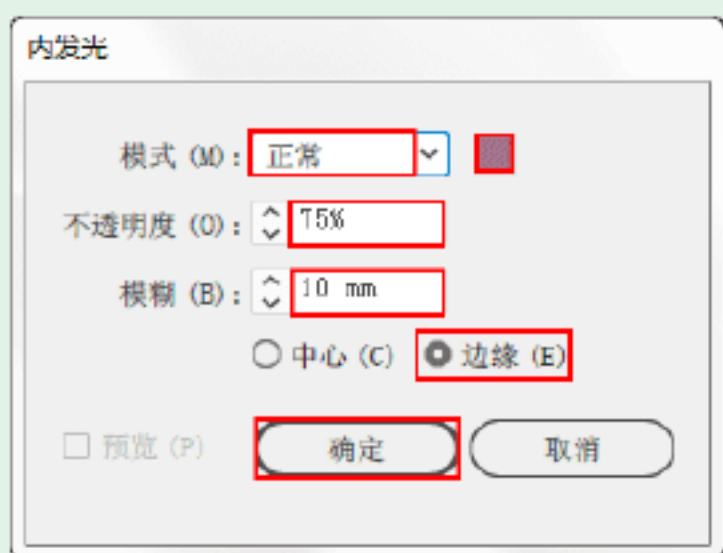 内发光
模式 (M): 正常
不透明度 (O): 75%
模糊 (B): 10 mm
中心 (C) 边缘 (E)
预览 (P) 确定 取消